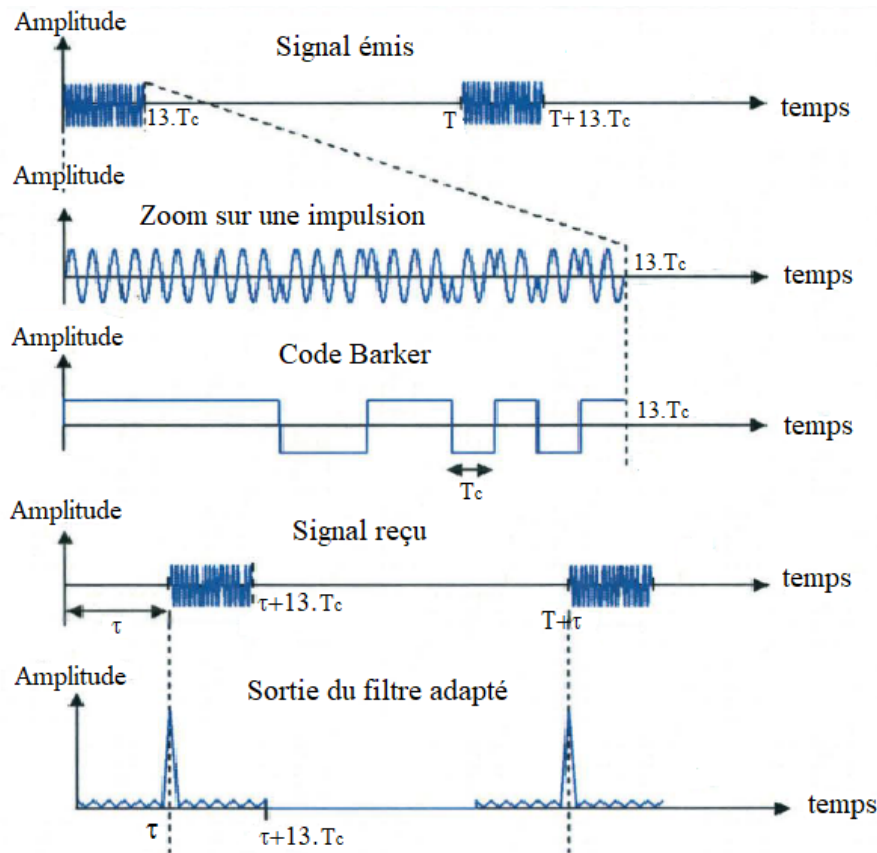 Amplitude
Signal émis
13.Tc
T
T+13.Tc
temps
Amplitude
Zoom sur une impulsion
13.Tc
temps
Amplitude
Code Barker
13.Tc
temps
Tc
Amplitude
Signal reçu
temps
τ
τ+13.Tc
T+τ
Amplitude
Sortie du filtre adapté
temps
τ
τ+13.Tc